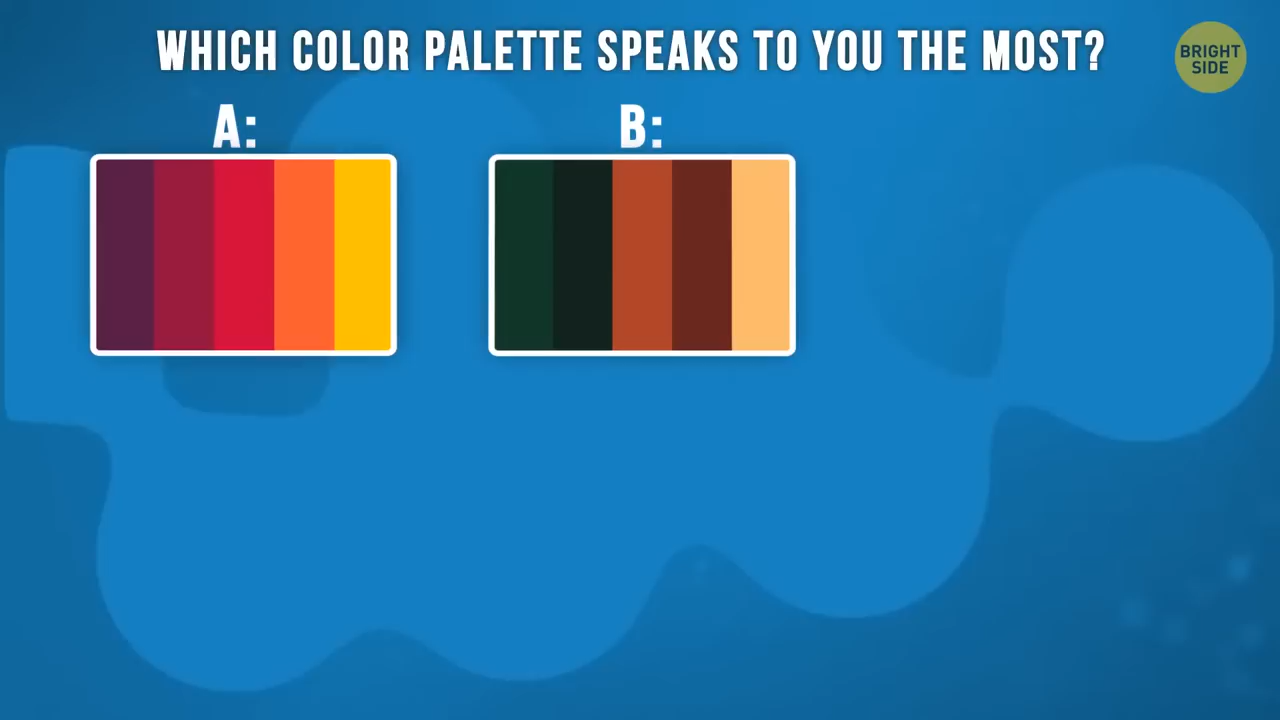 WHICH COLOR PALETTE SPEAKS TO YOU THE MOST?
BRIGHT
SIDE
A:
B: